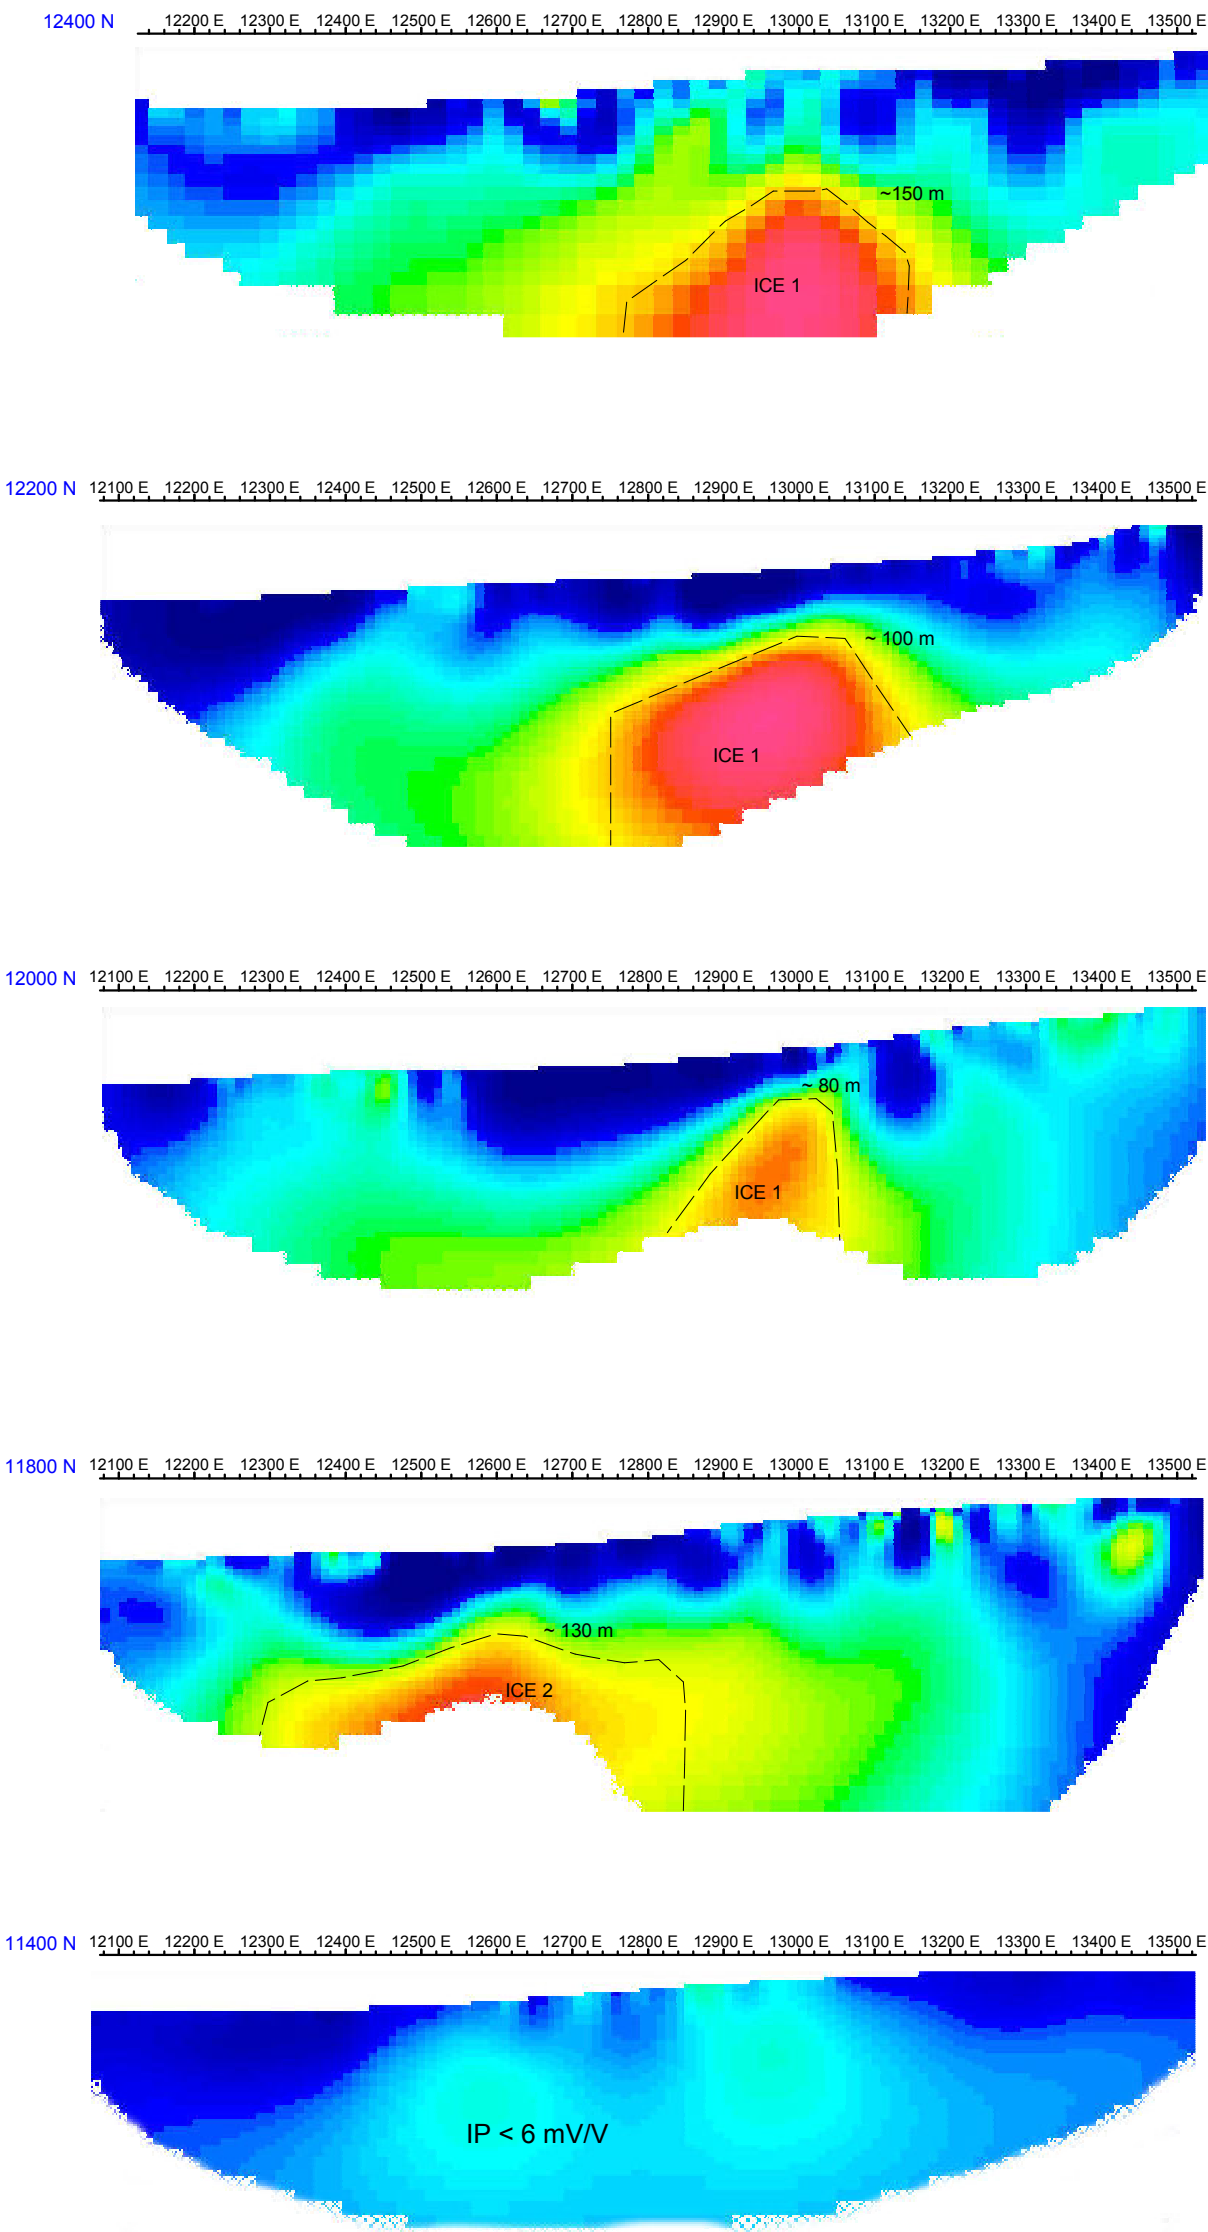 12400 N 12200 E 12300 E 12400 E 12500 E 12600 E 12700 E 12800 E 12900 E 13000 E 13100 E 13200 E 13300 E 13400 E 13500 E
~150 m
ICE 1
12200 N 12100 E 12200 E 12300 E 12400 E 12500 E 12600 E 12700 E 12800 E 12900 E 13000 E 13100 E 13200 E 13300 E 13400 E 13500 E
~ 100 m
ICE 1
12000 N 12100 E 12200 E 12300 E 12400 E 12500 E 12600 E 12700 E 12800 E 12900 E 13000 E 13100 E 13200 E 13300 E 13400 E 13500 E
~ 80 m
ICE 1
11800 N 12100 E 12200 E 12300 E 12400 E 12500 E 12600 E 12700 E 12800 E 12900 E 13000 E 13100 E 13200 E 13300 E 13400 E 13500 E
~ 130 m
ICE 2
11400 N 12100 E 12200 E 12300 E 12400 E 12500 E 12600 E 12700 E 12800 E 12900 E 13000 E 13100 E 13200 E 13300 E 13400 E 13500 E
IP < 6 mV/V